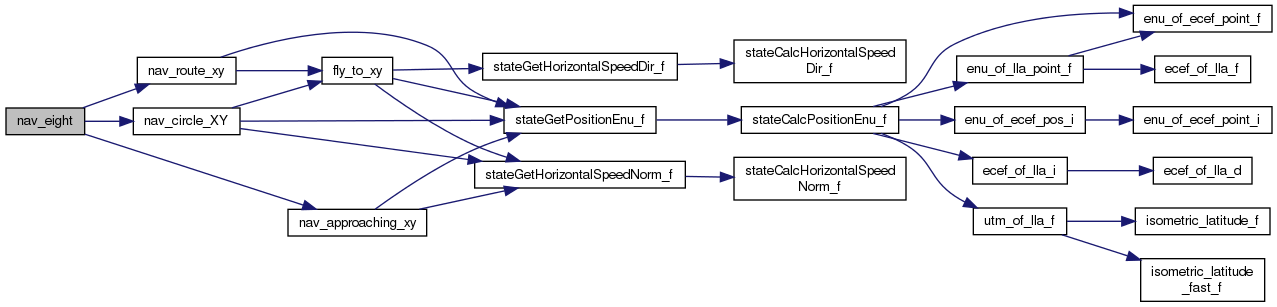 nav_eight
nav_route_xy
nav_circle_XY
nav_approaching_xy
fly_to_xy
stateGetHorizontalSpeedDir_f
stateGetPositionEnu_f
stateGetHorizontalSpeedNorm_f
stateCalcHorizontalSpeed
Dir_f
stateCalcPositionEnu_f
stateCalcHorizontalSpeed
Norm_f
enu_of_lla_point_f
enu_of_ecef_pos_i
ecef_of_lla_i
utm_of_lla_f
enu_of_ecef_point_f
ecef_of_lla_f
enu_of_ecef_point_i
ecef_of_lla_d
isometric_latitude_f
isometric_latitude
_fast_f